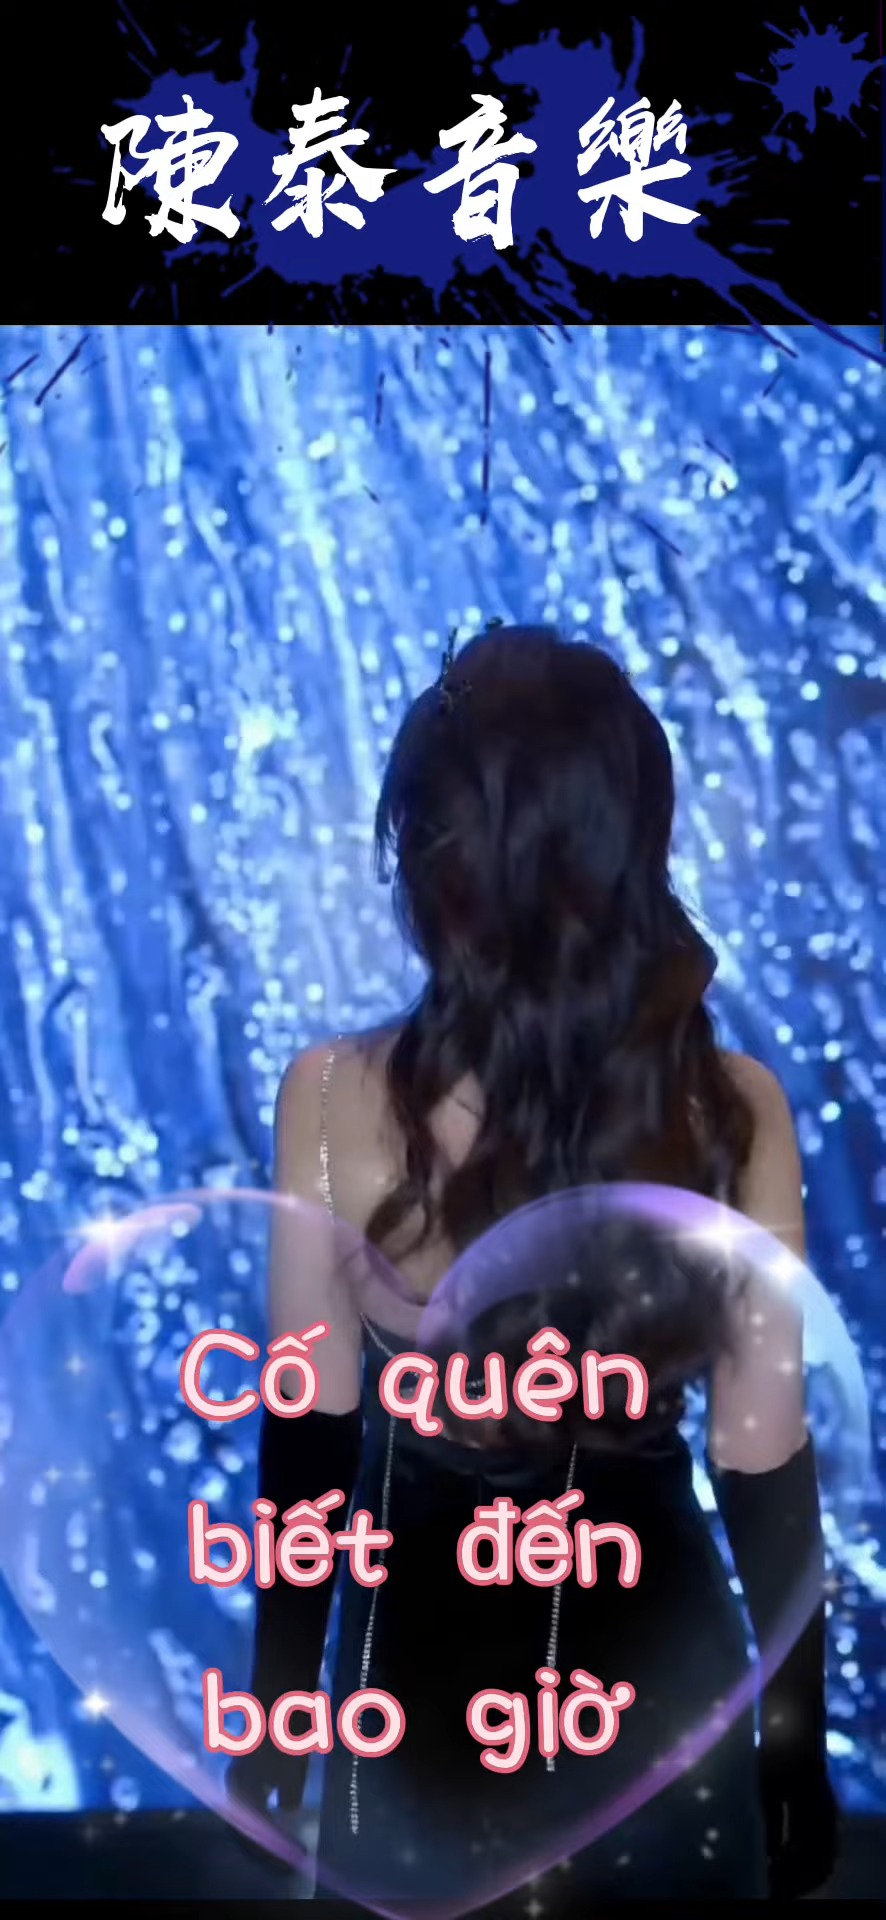 陳泰音樂
Cố quên
biết đến
bao giờ